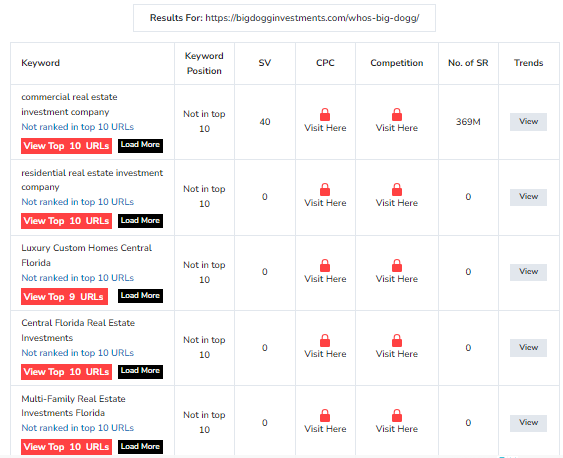 Results For: https://bigdogginvestments.com/whos-big-dogg/
Keyword
Keyword
Position
SV
CPC
Competition
No. of SR
Trends
commercial real estate
investment company
Not ranked in top 10 URLs
View Top 10 URLs Load More
Not in top
10
40
Visit Here
Visit Here
369M
View
residential real estate investment
company
Not ranked in top 10 URLs
View Top 10 URLs Load More
Not in top
10
0
Visit Here
Visit Here
0
View
Luxury Custom Homes Central
Florida
Not ranked in top 10 URLs
View Top 9 URLs Load More
Not in top
10
0
Visit Here
Visit Here
0
View
Central Florida Real Estate
Investments
Not ranked in top 10 URLs
View Top 10 URLs Load More
Not in top
10
0
Visit Here
Visit Here
0
View
Multi-Family Real Estate
Investments Florida
Not ranked in top 10 URLs
View Top 10 URLs Load More
Not in top
10
0
Visit Here
Visit Here
0
View